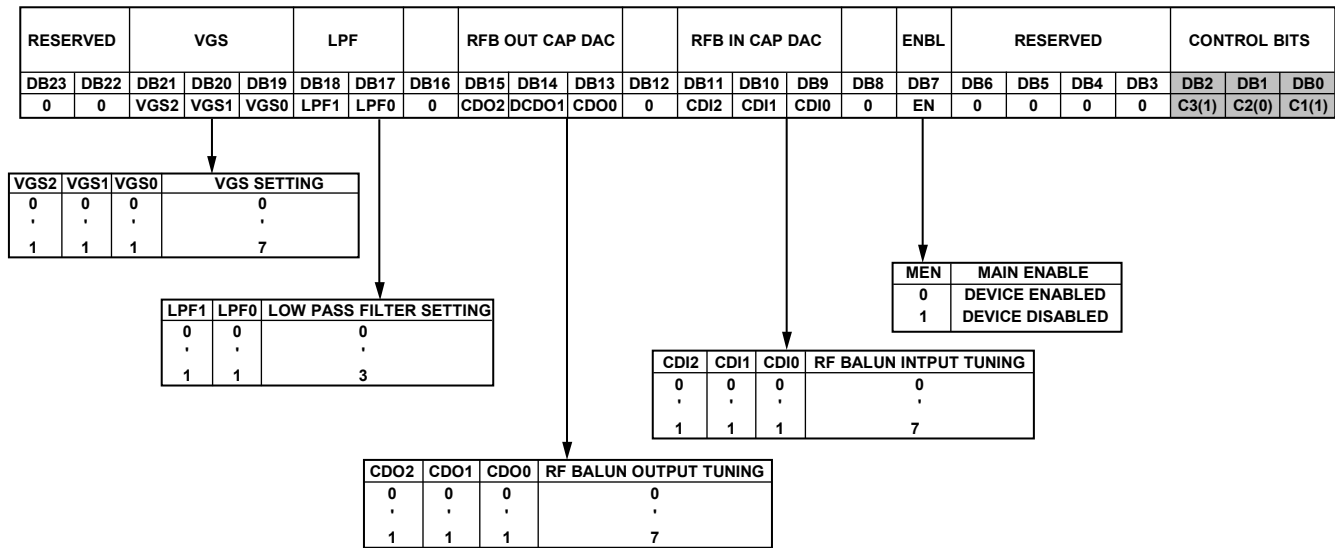 RESERVED VGS LPF RFB OUT CAP DAC RFB IN CAP DAC ENBL RESERVED CONTROL BITS
DB23 DB22 DB21 DB20 DB19 DB18 DB17 DB16 DB15 DB14 DB13 DB12 DB11 DB10 DB9 DB8 DB7 DB6 DB5 DB4 DB3 DB2 DB1 DB0
0 0 VGS2 VGS1 VGS0 LPF1 LPF0 0 CDO2 DCDO1 CDO0 0 CDI2 CDI1 CDI0 0 EN 0 0 0 0 C3(1) C2(0) C1(1)
VGS2 VGS1 VGS0 VGS SETTING
0 0 0 0
' ' ' '
1 1 1 7
MEN MAIN ENABLE
0 DEVICE ENABLED
1 DEVICE DISABLED
LPF1 LPF0 LOW PASS FILTER SETTING
0 0 0
' ' '
1 1 3
CDI2 CDI1 CDI0 RF BALUN INTPUT TUNING
0 0 0 0
' ' ' '
1 1 1 7
CDO2 CDO1 CDO0 RF BALUN OUTPUT TUNING
0 0 0 0
' ' ' '
1 1 1 7